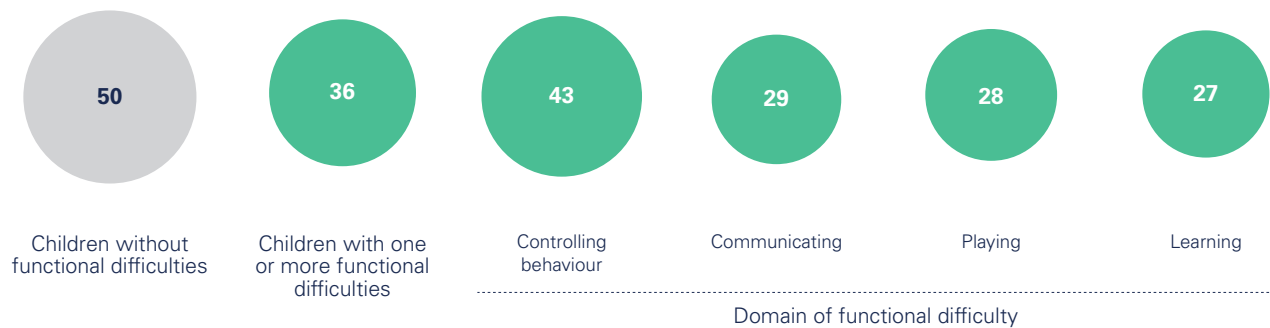 50
36
43
29
28
27
Children without
functional difficulties
Children with one
or more functional
difficulties
Controlling
behaviour
Communicating
Playing
Learning
Domain of functional difficulty